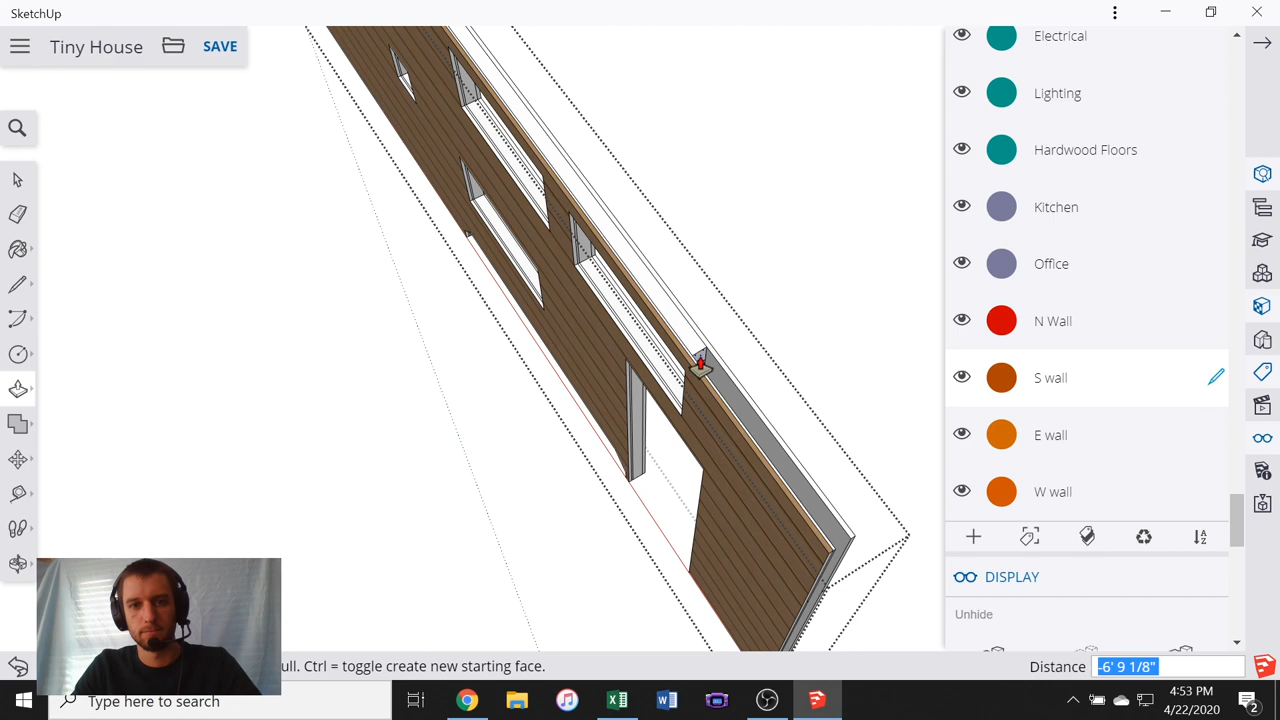 SketchUp
Tiny House
SAVE
Electrical
Lighting
Hardwood Floors
Kitchen
Office
N Wall
S wall
E wall
W wall
DISPLAY
Unhide
ull. Ctrl = toggle create new starting face.
Distance
-6' 9 1/8"
Type here to search
4:53 PM
4/22/2020
2